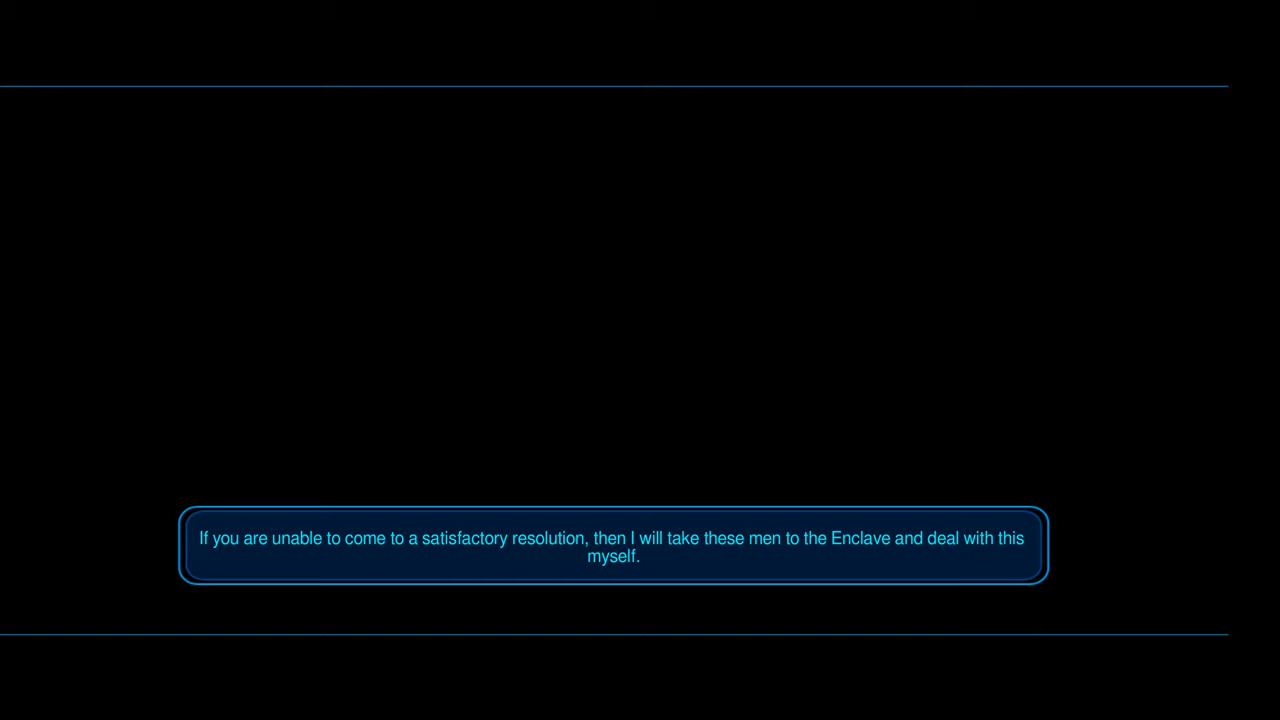 If you are unable to come to a satisfactory resolution, then I will take these men to the Enclave and deal with this
myself.